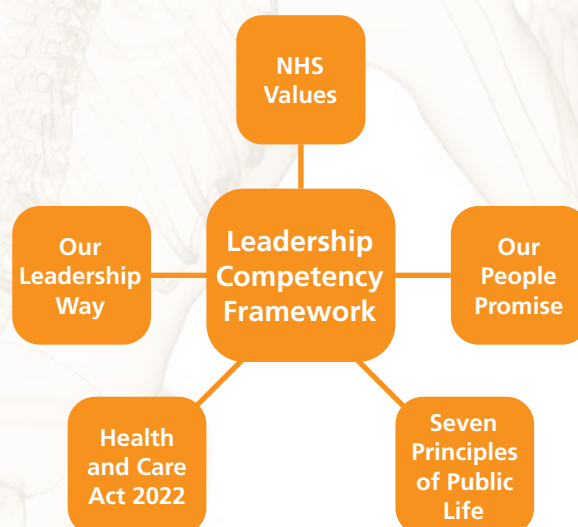 NHS
Values
Our
Leadership
Way
Leadership
Competency
Framework
Our
People
Promise
Health
and Care
Act 2022
Seven
Principles
of Public
Life